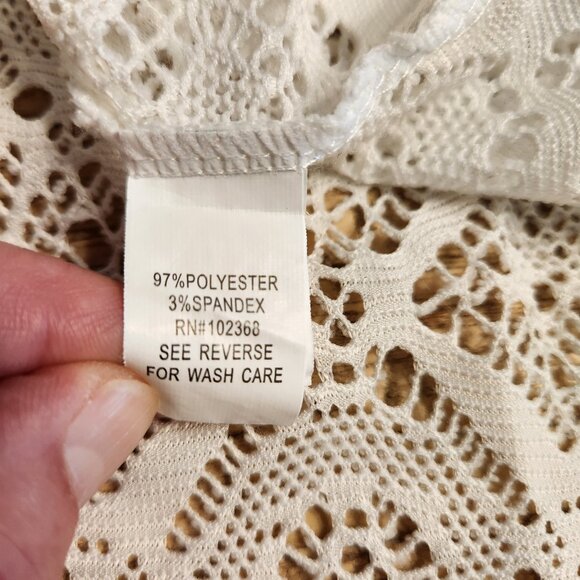 97%POLYESTER
3%SPANDEX
RN#102368
SEE REVERSE
FOR WASH CARE